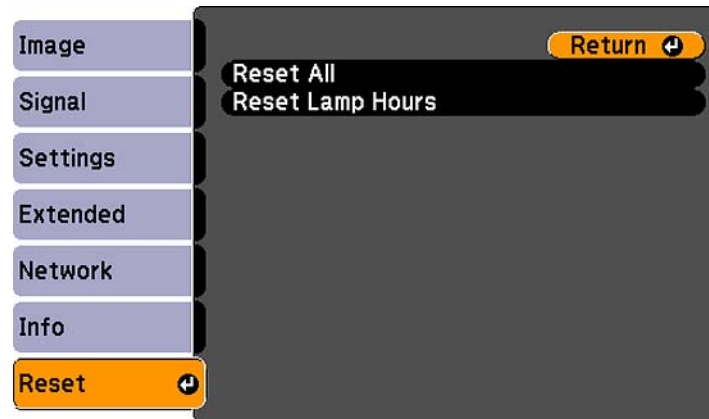 Image
Signal
Settings
Extended
Network
Info
Reset
Return
Reset All
Reset Lamp Hours